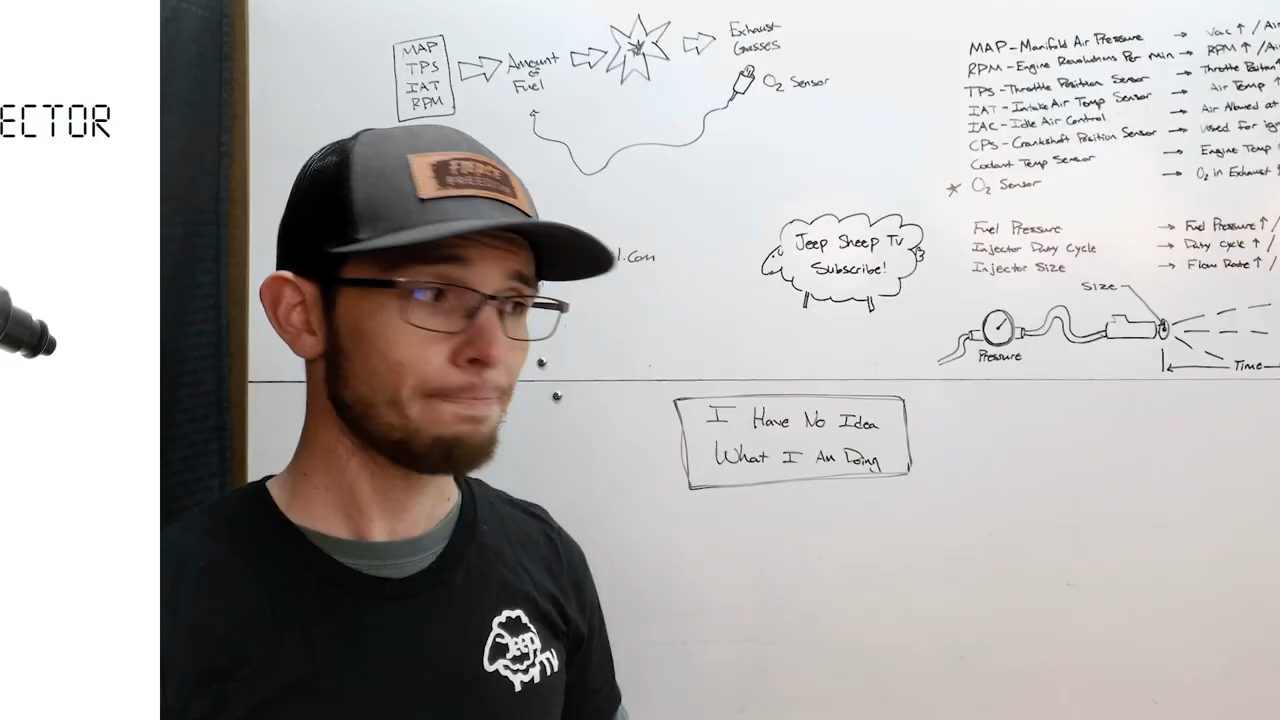 ECTOR
MAP
TPS
IAT
RPM
Amount
of
Fuel
Exhaust
Gasses
O2 Sensor
MAP - Manifold Air Pressure → Vac ↑ / Air
RPM - Engine Revolutions Per min → RPM ↑ / Air
TPS - Throttle Position Sensor → Throttle Position ↑
IAT - Intake Air Temp Sensor → Air Temp ↑
IAC - Idle Air Control → Air Allowed at
CPS - Crankshaft Position Sensor → Used for
Coolant Temp Sensor → Engine Temp
* O2 Sensor → O2 in Exhaust
Fuel Pressure → Fuel Pressure ↑ /
Injector Duty Cycle → Duty Cycle ↑ /
Injector Size → Flow Rate ↑ /
l.com
Jeep Sheep TV
Subscribe!
Size
Pressure
Time
I Have No Idea
What I Am Doing
Jeep
TV